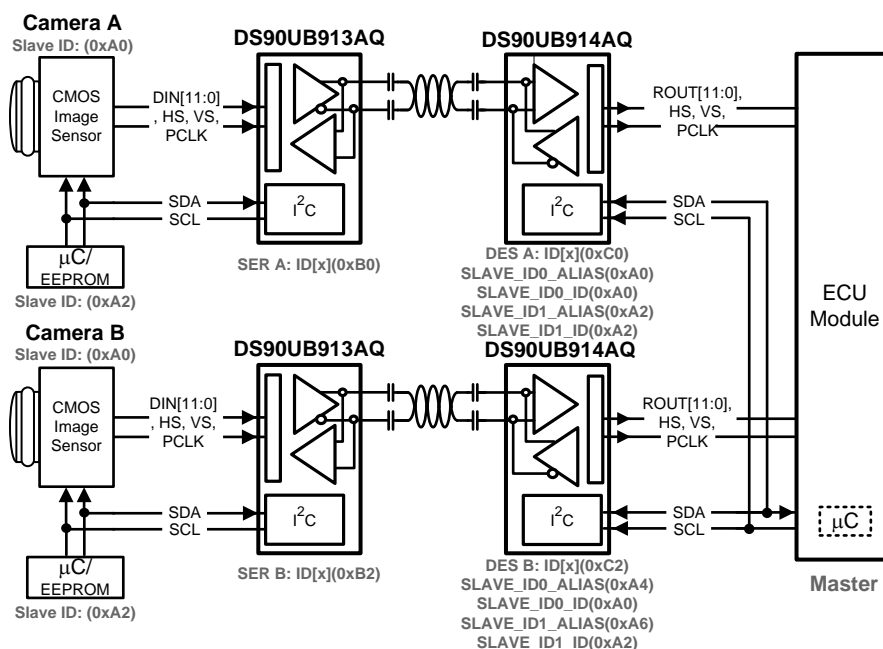 Camera A
Slave ID: (0xA0)
DS90UB913AQ
DS90UB914AQ
CMOS
Image
Sensor
DIN[11:0]
, HS, VS,
PCLK
ROUT[11:0],
HS, VS,
PCLK
SDA
SCL
I²C
I²C
SDA
SCL
µC/
EEPROM
Slave ID: (0xA2)
SER A: ID[x](0xB0)
DES A: ID[x](0xC0)
SLAVE_ID0_ALIAS(0xA0)
SLAVE_ID0_ID(0xA0)
SLAVE_ID1_ALIAS(0xA2)
SLAVE_ID1_ID(0xA2)
ECU
Module
Camera B
Slave ID: (0xA0)
DS90UB913AQ
DS90UB914AQ
CMOS
Image
Sensor
DIN[11:0]
, HS, VS,
PCLK
ROUT[11:0],
HS, VS,
PCLK
SDA
SCL
I²C
I²C
SDA
SCL
µC
µC/
EEPROM
Slave ID: (0xA2)
SER B: ID[x](0xB2)
DES B: ID[x](0xC2)
SLAVE_ID0_ALIAS(0xA4)
SLAVE_ID0_ID(0xA0)
SLAVE_ID1_ALIAS(0xA6)
SLAVE_ID1_ID(0xA2)
Master